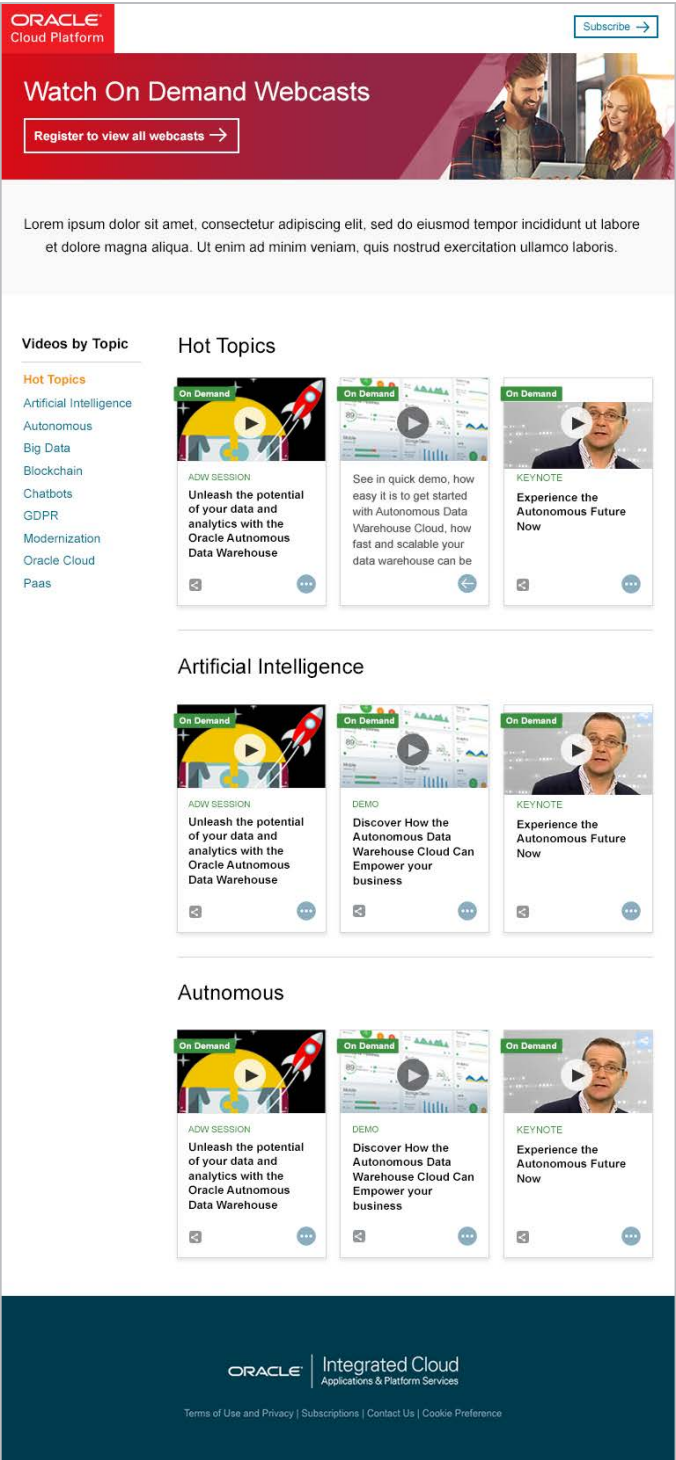 ORACLE
Cloud Platform
Subscribe
Watch On Demand Webcasts
Register to view all webcasts
Lorem ipsum dolor sit amet, consectetur adipiscing elit, sed do eiusmod tempor incididunt ut labore
et dolore magna aliqua. Ut enim ad minim veniam, quis nostrud exercitation ullamco laboris.
Videos by Topic
Hot Topics
Artificial Intelligence
Autonomous
Big Data
Blockchain
Chatbots
GDPR
Modernization
Oracle Cloud
Paas
Hot Topics
On Demand
ADW SESSION
Unleash the potential
of your data and
analytics with the
Oracle Autnomous
Data Warehouse
On Demand
89
See in quick demo, how
easy it is to get started
with Autonomous Data
Warehouse Cloud, how
fast and scalable your
data warehouse can be
On Demand
KEYNOTE
Experience the
Autonomous Future
Now
Artificial Intelligence
On Demand
ADW SESSION
Unleash the potential
of your data and
analytics with the
Oracle Autnomous
Data Warehouse
On Demand
89
DEMO
Discover How the
Autonomous Data
Warehouse Cloud Can
Empower your
business
On Demand
KEYNOTE
Experience the
Autonomous Future
Now
Autnomous
On Demand
ADW SESSION
Unleash the potential
of your data and
analytics with the
Oracle Autnomous
Data Warehouse
On Demand
89
DEMO
Discover How the
Autonomous Data
Warehouse Cloud Can
Empower your
business
On Demand
KEYNOTE
Experience the
Autonomous Future
Now
ORACLE
Integrated Cloud
Applications & Platform Services
Terms of Use and Privacy | Subscriptions | Contact Us | Cookie Preference